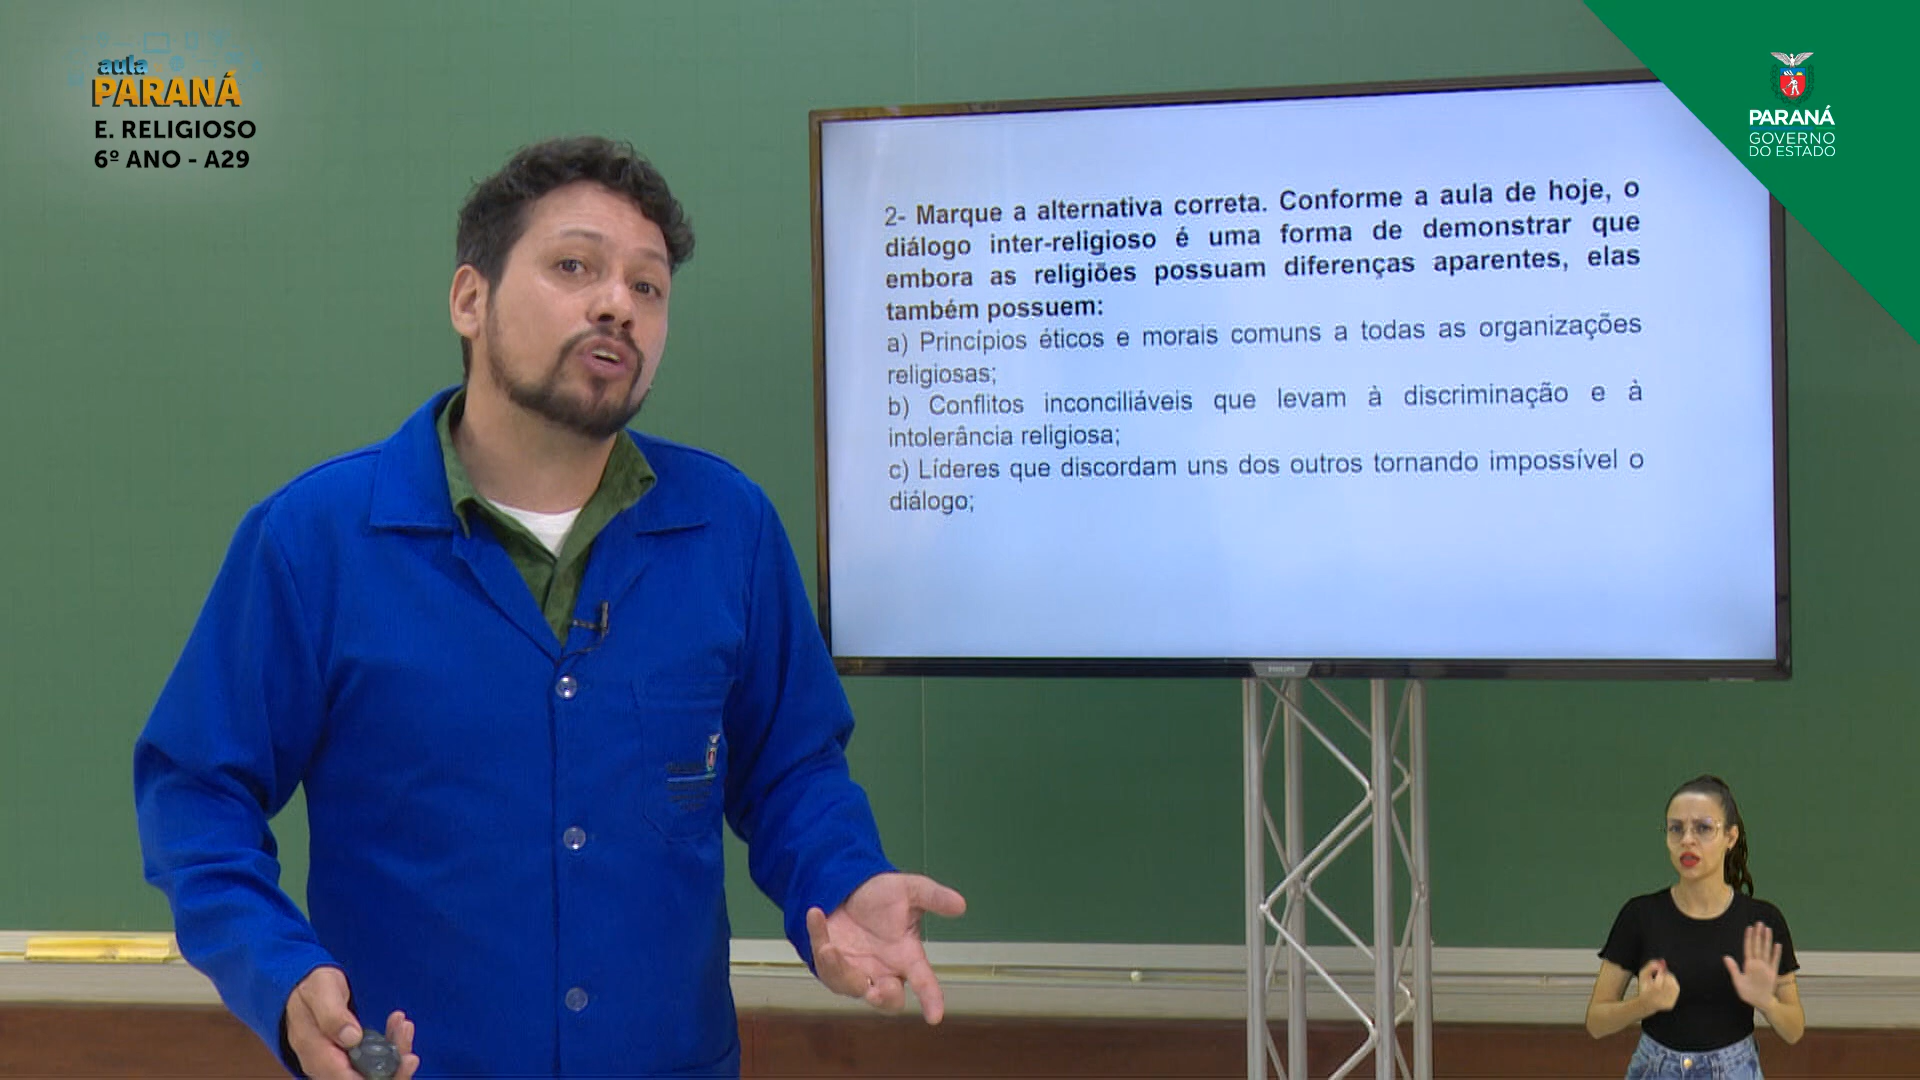 aula
PARANÁ
E. RELIGIOSO
6º ANO - A29
PARANÁ
GOVERNO
DO ESTADO
2- Marque a alternativa correta. Conforme a aula de hoje, o
diálogo inter-religioso é uma forma de demonstrar que
embora as religiões possuam diferenças aparentes, elas
também possuem:
a) Princípios éticos e morais comuns a todas as organizações
religiosas;
b) Conflitos inconciliáveis que levam à discriminação e à
intolerância religiosa;
c) Líderes que discordam uns dos outros tornando impossível o
diálogo;
PHILIPS